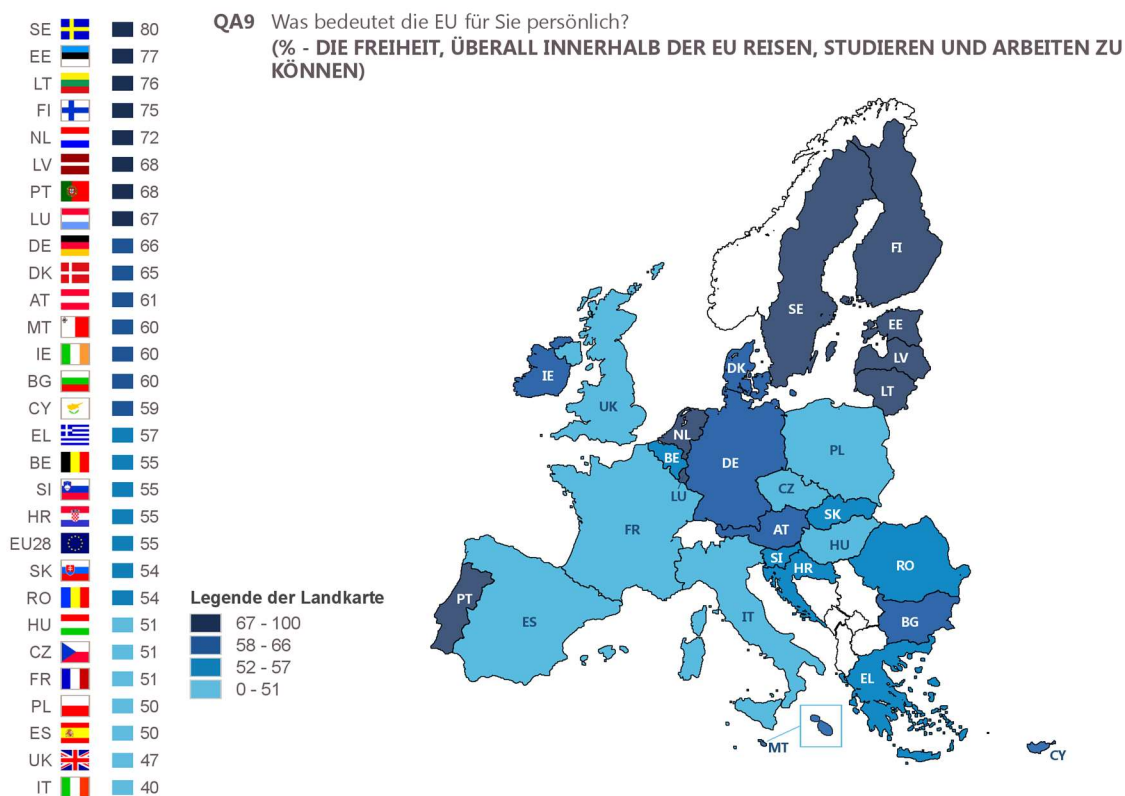 QA9 Was bedeutet die EU für Sie persönlich?
(% - DIE FREIHEIT, ÜBERALL INNERHALB DER EU REISEN, STUDIEREN UND ARBEITEN ZU
KÖNNEN)
SE 80
EE 77
LT 76
FI 75
NL 72
LV 68
PT 68
LU 67
DE 66
DK 65
AT 61
MT 60
IE 60
BG 60
CY 59
EL 57
BE 55
SI 55
HR 55
EU28 55
SK 54
RO 54
HU 51
CZ 51
FR 51
PL 50
ES 50
UK 47
IT 40
Legende der Landkarte
67 - 100
58 - 66
52 - 57
0 - 51
FI
SE
EE
LV
LT
DK
IE
UK
NL
BE
DE
PL
LU
CZ
SK
FR
AT
HU
SI
HR
RO
PT
ES
IT
BG
EL
MT
CY